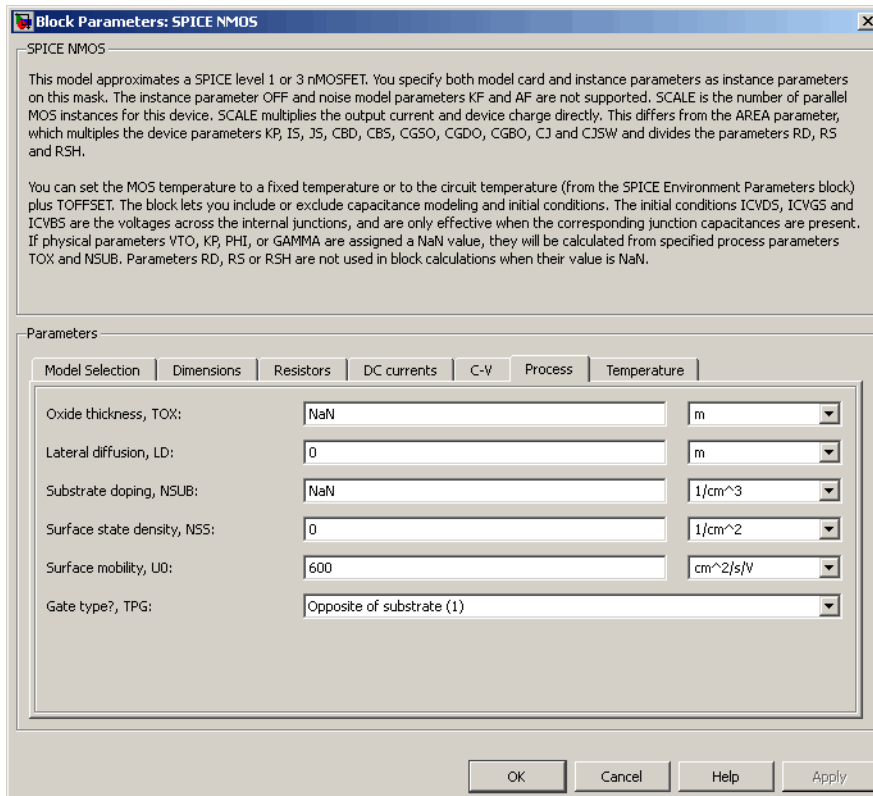 Block Parameters: SPICE NMOS
SPICE NMOS
This model approximates a SPICE level 1 or 3 nMOSFET. You specify both model card and instance parameters as instance parameters
on this mask. The instance parameter OFF and noise model parameters KF and AF are not supported. SCALE is the number of parallel
MOS instances for this device. SCALE multiplies the output current and device charge directly. This differs from the AREA parameter,
which multiples the device parameters KP, IS, JS, CBD, CBS, CGSO, CGDO, CGBO, CJ and CJSW and divides the parameters RD, RS
and RSH.
You can set the MOS temperature to a fixed temperature or to the circuit temperature (from the SPICE Environment Parameters block)
plus TOFFSET. The block lets you include or exclude capacitance modeling and initial conditions. The initial conditions ICVDS, ICVGS and
ICVBS are the voltages across the internal junctions, and are only effective when the corresponding junction capacitances are present.
If physical parameters VTO, KP, PHI, or GAMMA are assigned a NaN value, they will be calculated from specified process parameters
TOX and NSUB. Parameters RD, RS or RSH are not used in block calculations when their value is NaN.
Parameters
Model Selection Dimensions Resistors DC currents C-V Process Temperature
Oxide thickness, TOX: NaN m
Lateral diffusion, LD: 0 m
Substrate doping, NSUB: NaN 1/cm^3
Surface state density, NSS: 0 1/cm^2
Surface mobility, U0: 600 cm^2/s/V
Gate type?, TPG: Opposite of substrate (1)
OK Cancel Help Apply